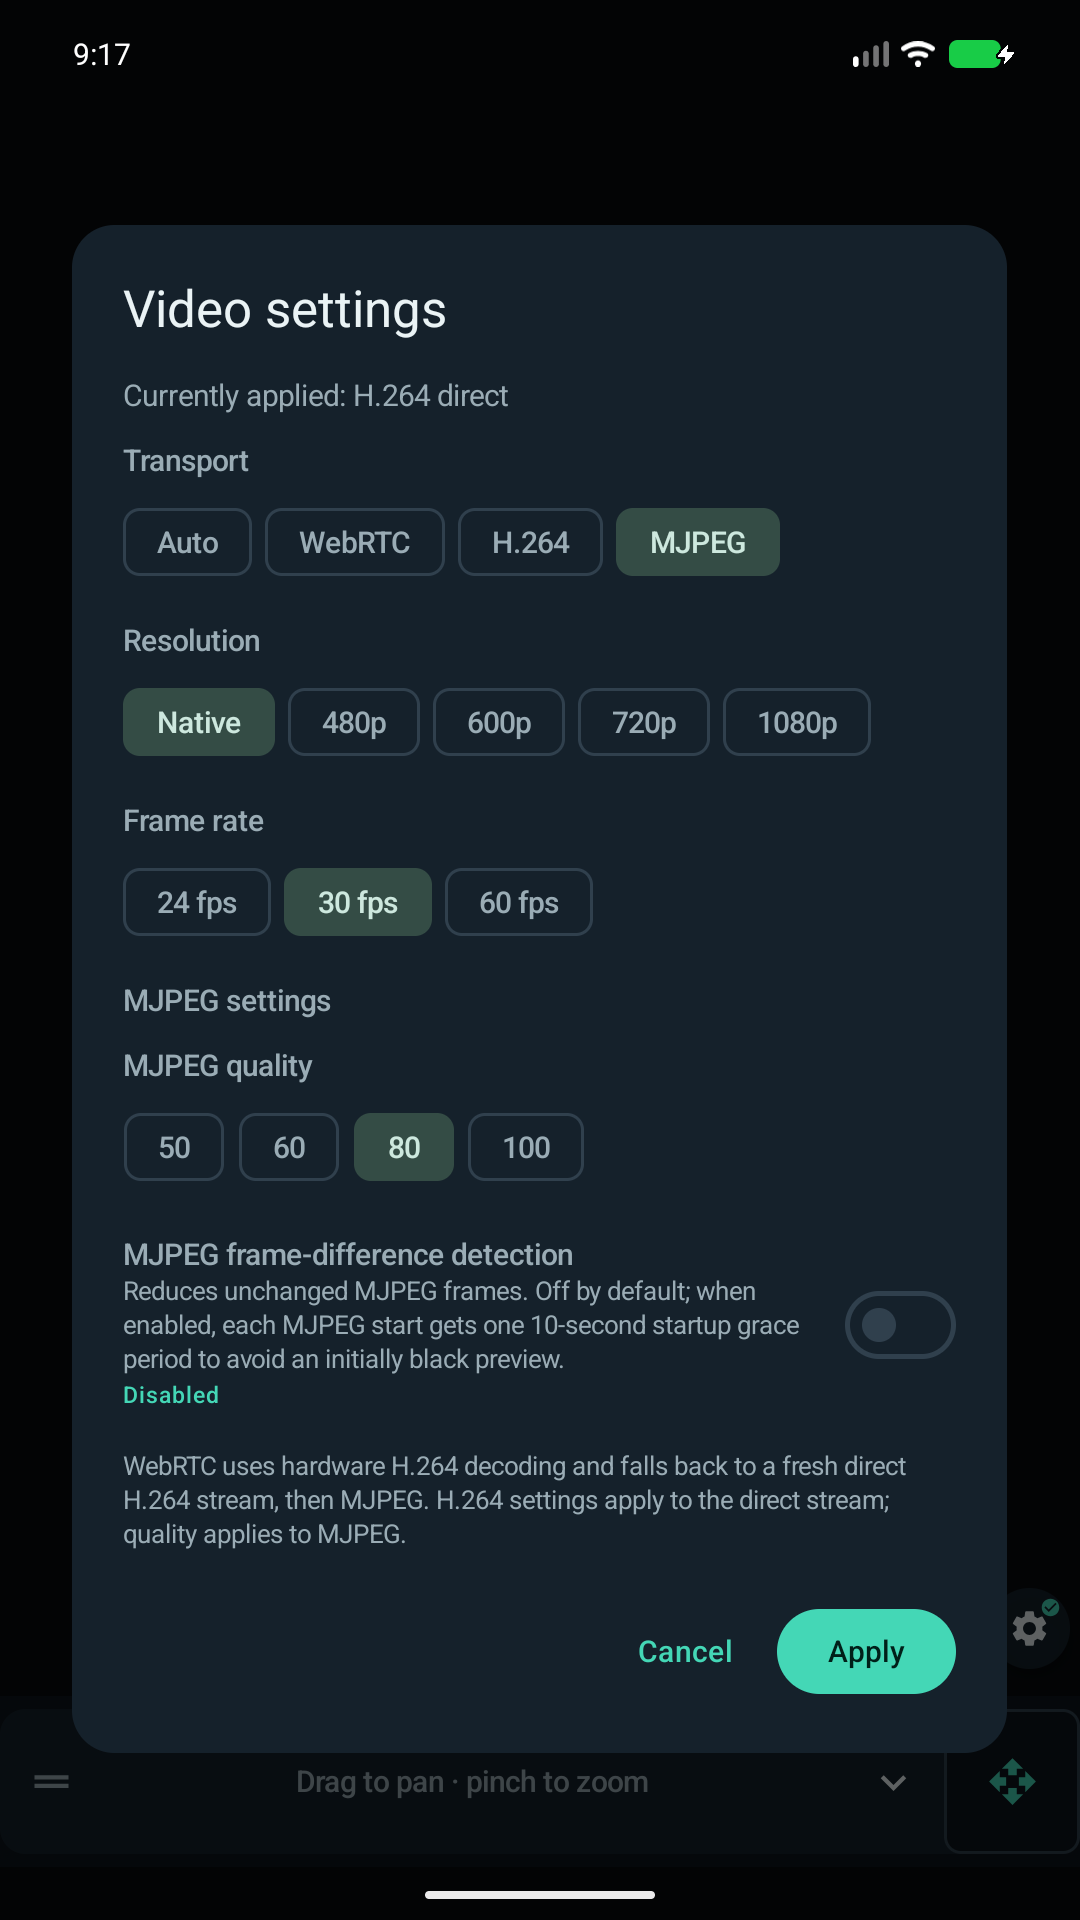 9:17
Video settings
Currently applied: H.264 direct
Transport
Auto WebRTC H.264 MJPEG
Resolution
Native 480p 600p 720p 1080p
Frame rate
24 fps 30 fps 60 fps
MJPEG settings
MJPEG quality
50 60 80 100
MJPEG frame-difference detection
Reduces unchanged MJPEG frames. Off by default; when
enabled, each MJPEG start gets one 10-second startup grace
period to avoid an initially black preview.
Disabled
WebRTC uses hardware H.264 decoding and falls back to a fresh direct
H.264 stream, then MJPEG. H.264 settings apply to the direct stream;
quality applies to MJPEG.
Cancel Apply
Drag to pan · pinch to zoom